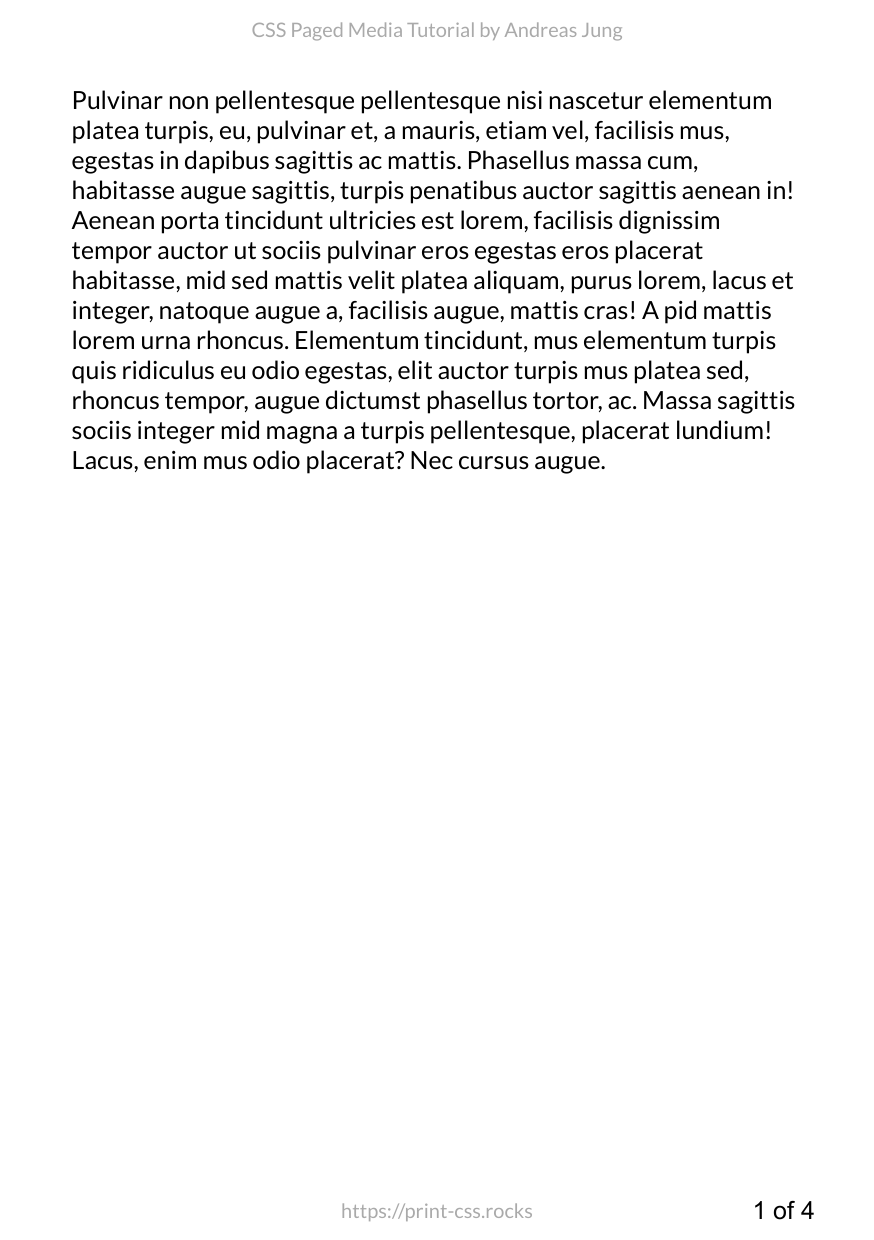 CSS Paged Media Tutorial by Andreas Jung
Pulvinar non pellentesque pellentesque nisi nascetur elementum
platea turpis, eu, pulvinar et, a mauris, etiam vel, facilisis mus,
egestas in dapibus sagittis ac mattis. Phasellus massa cum,
habitasse augue sagittis, turpis penatibus auctor sagittis aenean in!
Aenean porta tincidunt ultricies est lorem, facilisis dignissim
tempor auctor ut sociis pulvinar eros egestas eros placerat
habitasse, mid sed mattis velit platea aliquam, purus lorem, lacus et
integer, natoque augue a, facilisis augue, mattis cras! A pid mattis
lorem urna rhoncus. Elementum tincidunt, mus elementum turpis
quis ridiculus eu odio egestas, elit auctor turpis mus platea sed,
rhoncus tempor, augue dictumst phasellus tortor, ac. Massa sagittis
sociis integer mid magna a turpis pellentesque, placerat lundium!
Lacus, enim mus odio placerat? Nec cursus augue.
https://print-css.rocks
1 of 4